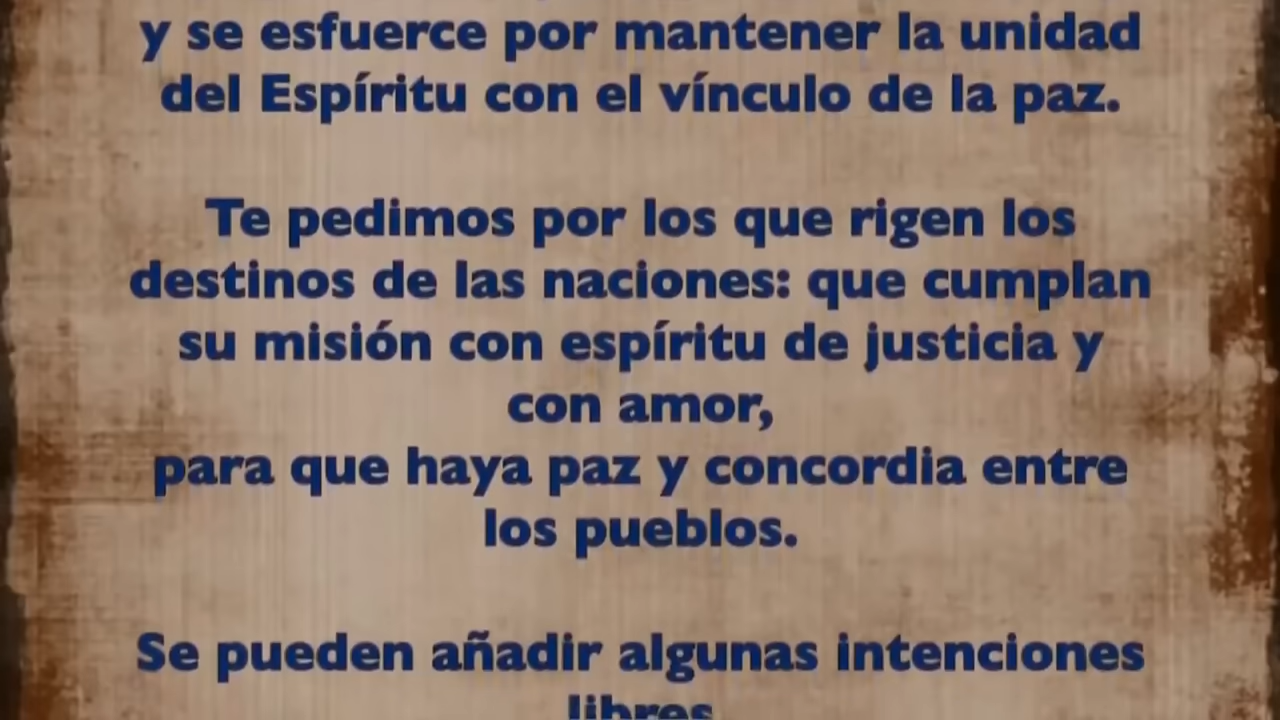 y se esfuerce por mantener la unidad
del Espíritu con el vínculo de la paz.
Te pedimos por los que rigen los
destinos de las naciones: que cumplan
su misión con espíritu de justicia y
con amor,
para que haya paz y concordia entre
los pueblos.
Se pueden añadir algunas intenciones
libres